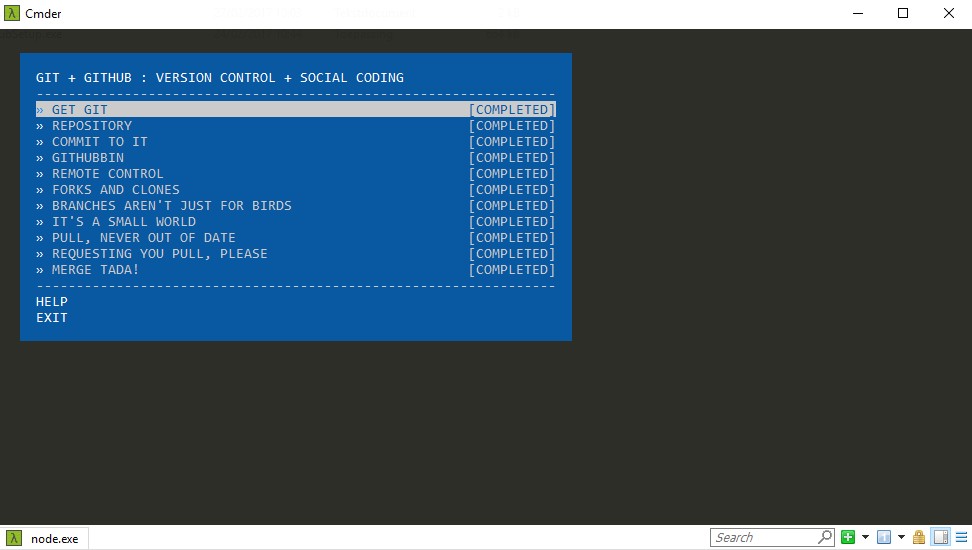 Cmder
GIT + GITHUB : VERSION CONTROL + SOCIAL CODING
-----------------------------------------------------------------
» GET GIT [COMPLETED]
» REPOSITORY [COMPLETED]
» COMMIT TO IT [COMPLETED]
» GITHUBBIN [COMPLETED]
» REMOTE CONTROL [COMPLETED]
» FORKS AND CLONES [COMPLETED]
» BRANCHES AREN'T JUST FOR BIRDS [COMPLETED]
» IT'S A SMALL WORLD [COMPLETED]
» PULL, NEVER OUT OF DATE [COMPLETED]
» REQUESTING YOU PULL, PLEASE [COMPLETED]
» MERGE TADA! [COMPLETED]
-----------------------------------------------------------------
HELP
EXIT
λ node.exe Search